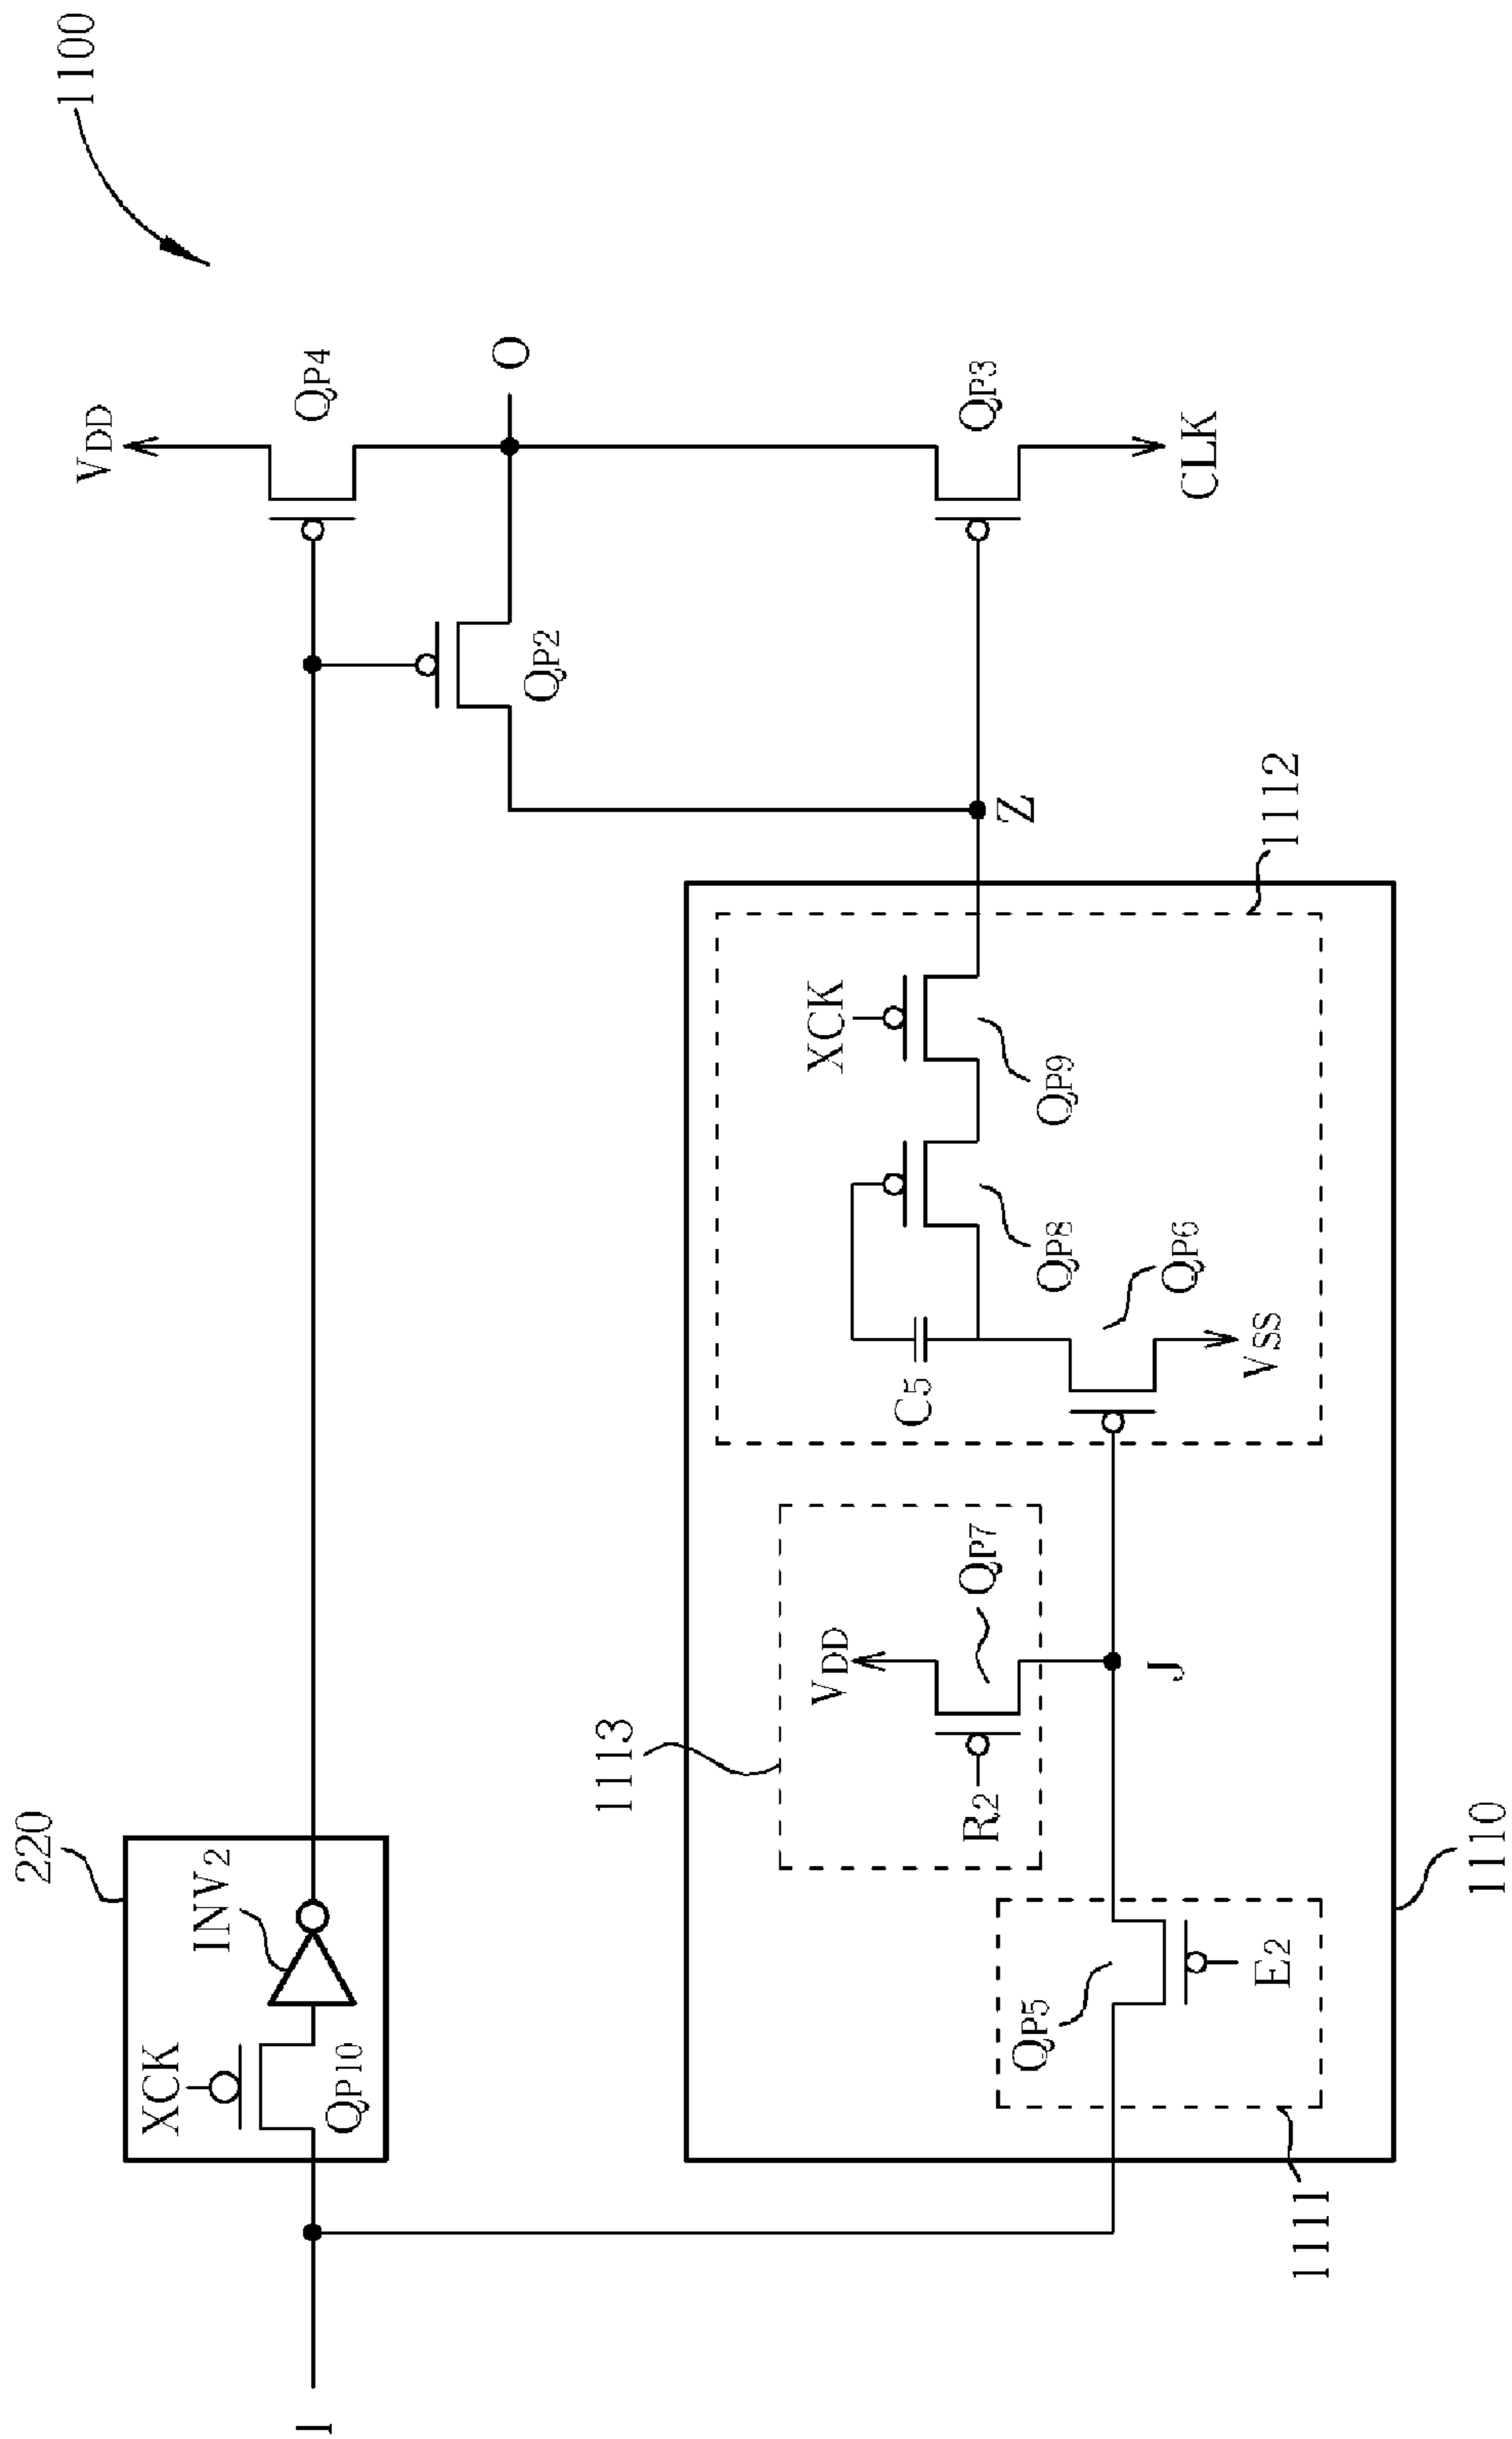 1100
VDD
QP4
O
QP2
QP3
CLK
Z
220
INV2
XCK
QP10
I
1110
1112
XCK
QP9
QP8
C5
QP6
VSS
1113
VDD
QP7
R2
J
1111
QP5
E2